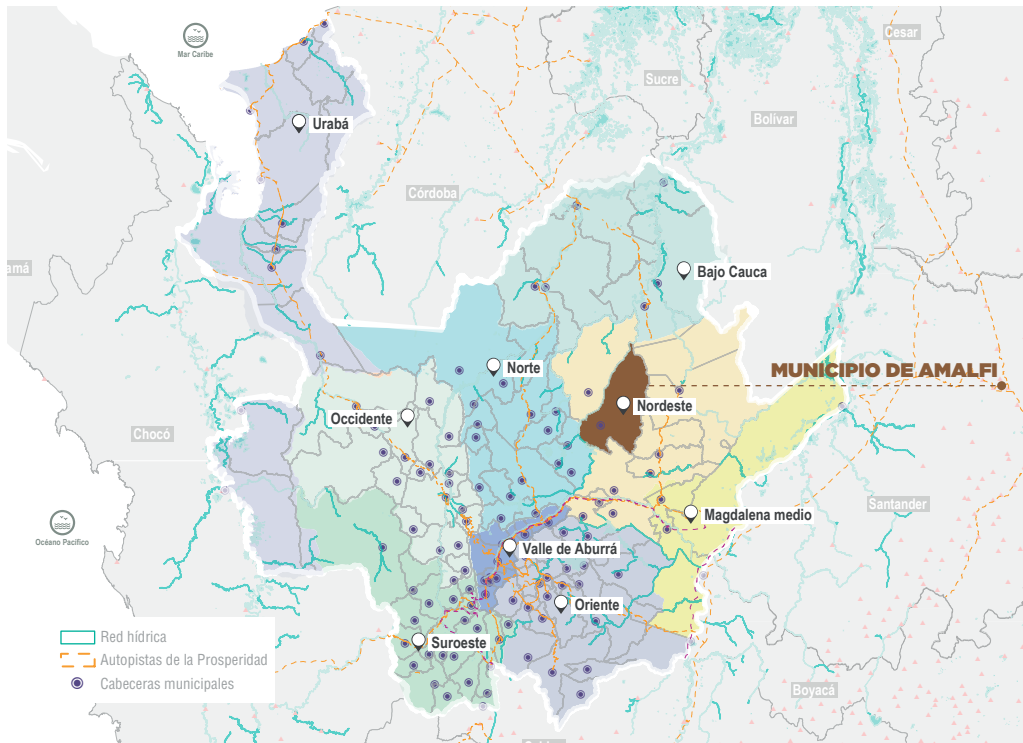 Mar Caribe
Cesar
Sucre
Bolívar
Urabá
Córdoba
Bajo Cauca
Norte
MUNICIPIO DE AMALFI
Nordeste
Occidente
Chocó
Santander
Magdalena medio
Océano Pacífico
Valle de Aburrá
Oriente
Suroeste
Boyacá
Red hídrica
Autopistas de la Prosperidad
Cabeceras municipales